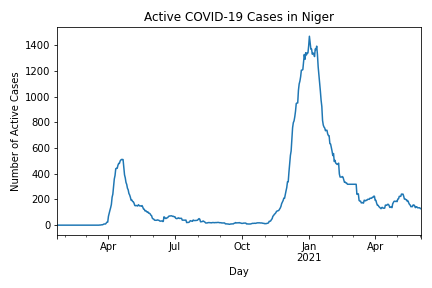 Active COVID-19 Cases in Niger
Number of Active Cases
1400
1200
1000
800
600
400
200
0
Apr
Jul
Oct
Jan
2021
Apr
Day